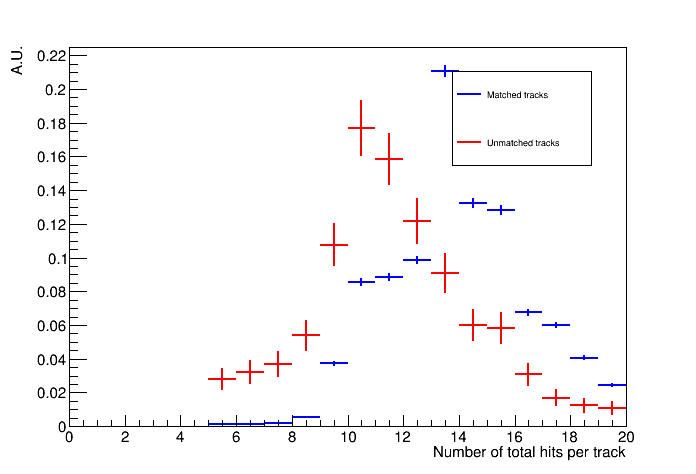 A.U.
0.22
0.2
0.18
0.16
0.14
0.12
0.1
0.08
0.06
0.04
0.02
0
0 2 4 6 8 10 12 14 16 18 20
Number of total hits per track
Matched tracks
Unmatched tracks